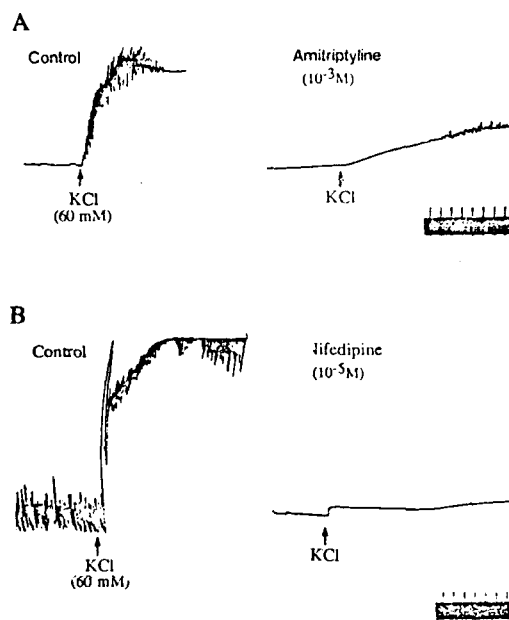 A
Control
KCl
(60 mM)
Amitriptyline
(10-3M)
KCl
B
Control
KCl
(60 mM)
lifedipine
(10-5M)
KCl